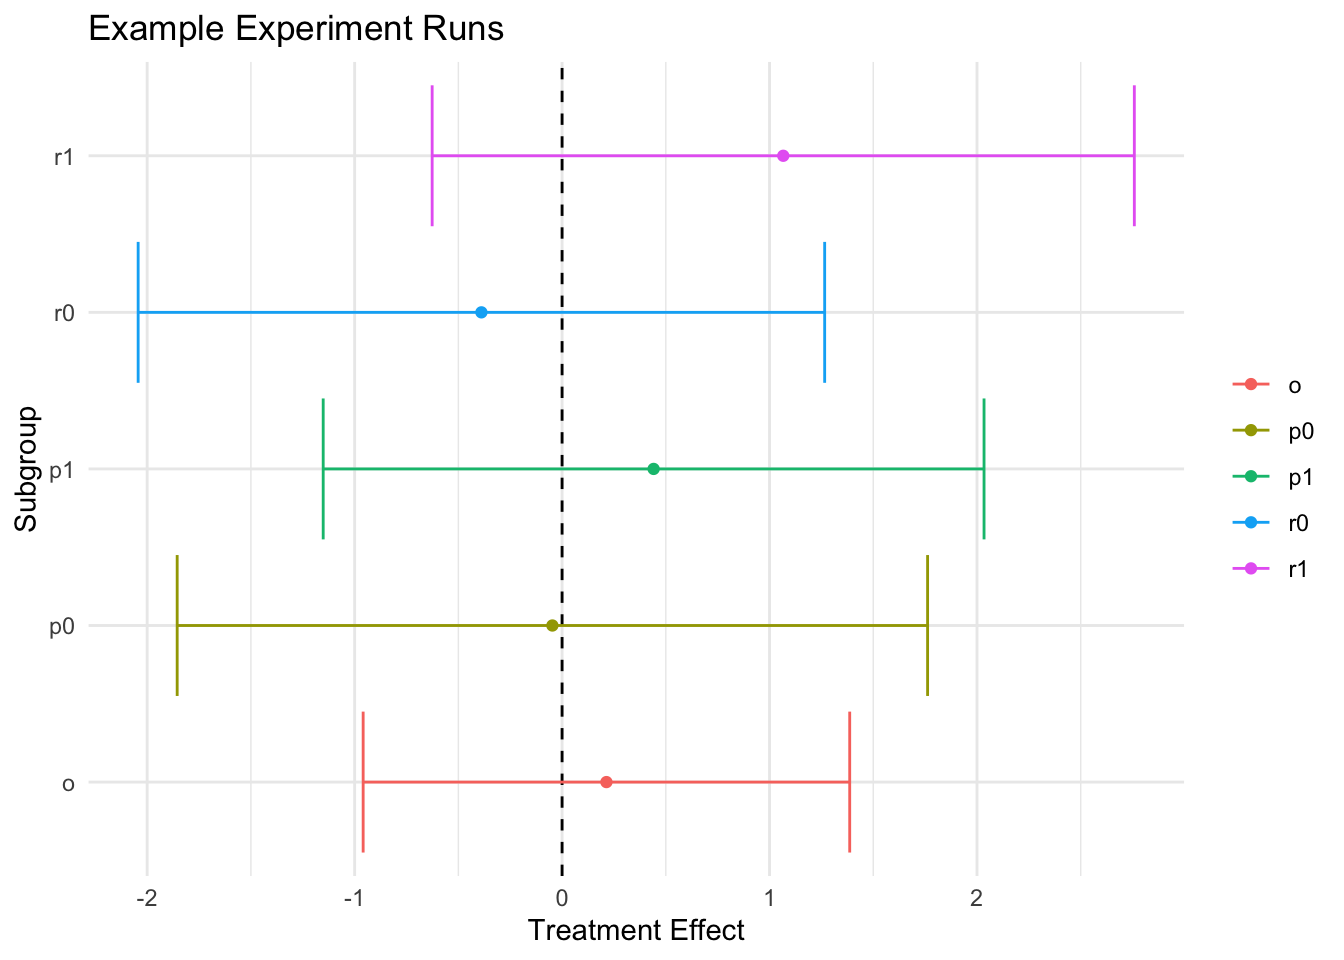 Example Experiment Runs
r1
r0
p1
p0
o
Subgroup
-2 -1 0 1 2
Treatment Effect
o
p0
p1
r0
r1